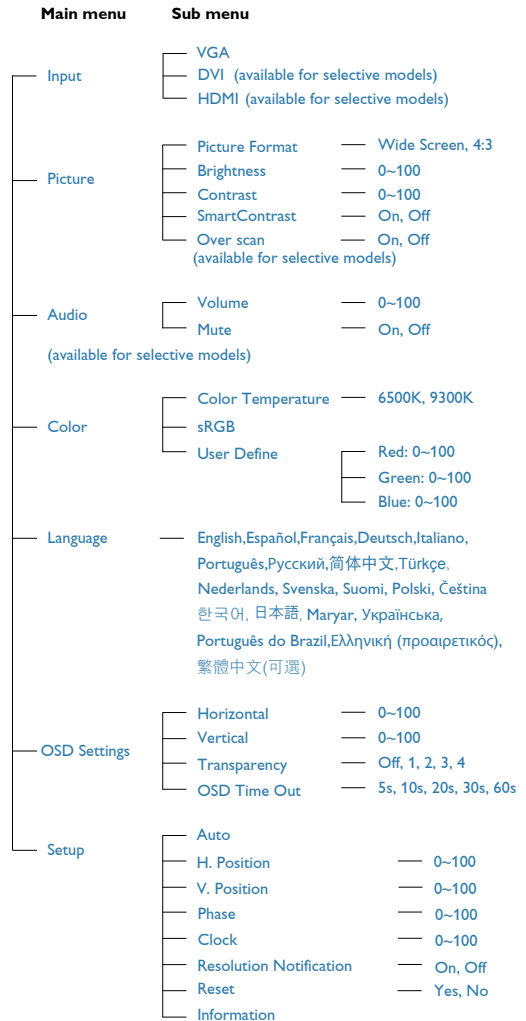 Main menu Sub menu
VGA
Input DVI (available for selective models)
HDMI (available for selective models)
Picture Format Wide Screen, 4:3
Brightness 0~100
Picture
Contrast 0~100
SmartContrast On, Off
Over scan On, Off
(available for selective models)
Volume 0~100
Audio
Mute On, Off
(available for selective models)
Color Temperature 6500K, 9300K
Color sRGB
User Define Red: 0~100
Green: 0~100
Blue: 0~100
Language English,Español,Français,Deutsch,Italiano,
Português,Русский,简体中文,Türkçe,
Nederlands, Svenska, Suomi, Polski, Čeština
한국어, 日本語, Maryar, Українська,
Português do Brazil,Ελληνική (προαιρετικός),
繁體中文(可選)
Horizontal 0~100
Vertical 0~100
OSD Settings
Transparency Off, 1, 2, 3, 4
OSD Time Out 5s, 10s, 20s, 30s, 60s
Auto
Setup
H. Position 0~100
V. Position 0~100
Phase 0~100
Clock 0~100
Resolution Notification On, Off
Reset Yes, No
Information